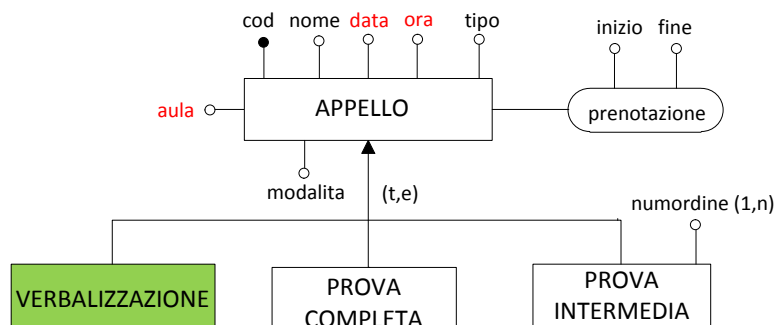 cod nome data ora tipo
inizio fine
aula APPELLO prenotazione
modalita (t,e)
numordine (1,n)
VERBALIZZAZIONE
PROVA
COMPLETA
PROVA
INTERMEDIA